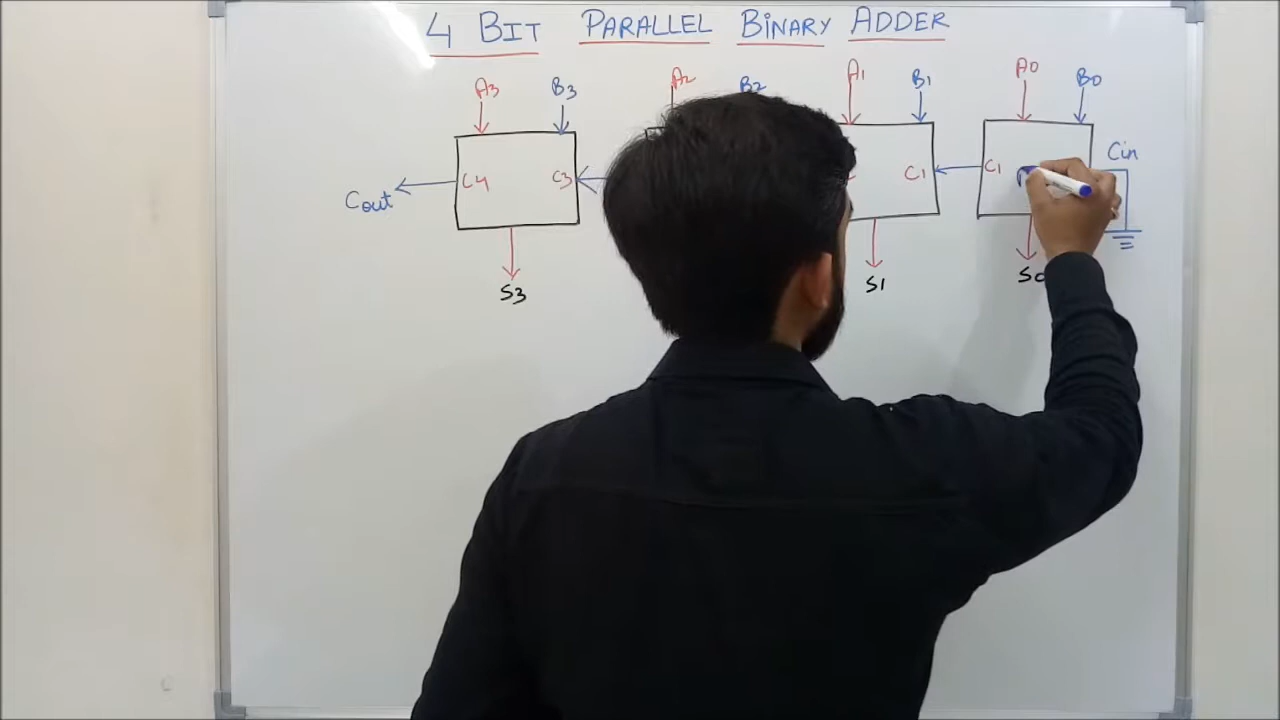 4 BIT PARALLEL BINARY ADDER
A3 B3 A2 B2 A1 B1 A0 B0
Cin
Cout C4 C3 C1 C1
S3 S1 S0